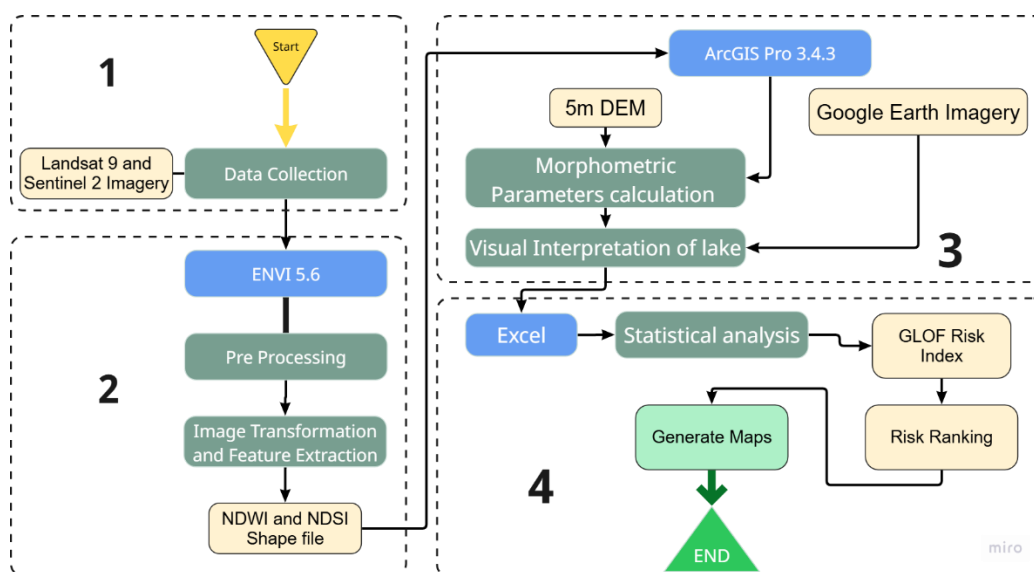 1
Start
Landsat 9 and
Sentinel 2 Imagery
Data Collection
2
ENVI 5.6
Pre Processing
Image Transformation
and Feature Extraction
NDWI and NDSI
Shape file
ArcGIS Pro 3.4.3
5m DEM
Google Earth Imagery
Morphometric
Parameters calculation
Visual Interpretation of lake
3
Excel
Statistical analysis
GLOF Risk
Index
Generate Maps
Risk Ranking
4
END
miro